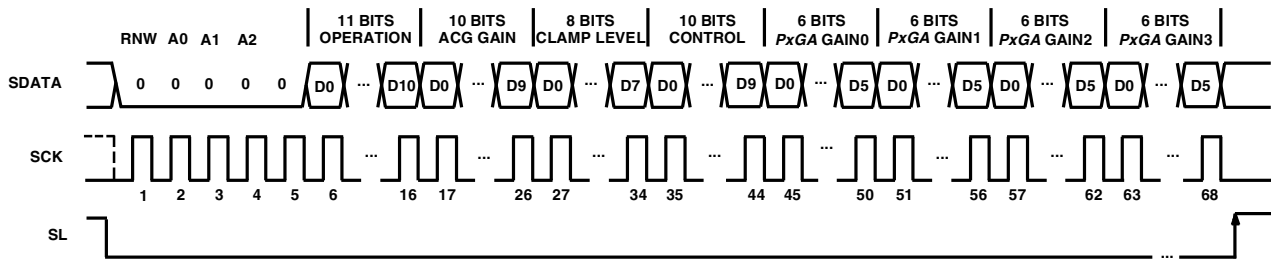 11 BITS OPERATION
10 BITS ACG GAIN
8 BITS CLAMP LEVEL
10 BITS CONTROL
6 BITS PxGA GAIN0
6 BITS PxGA GAIN1
6 BITS PxGA GAIN2
6 BITS PxGA GAIN3
RNW A0 A1 A2
SDATA 0 0 0 0 0 D0 ... D10 D0 ... D9 D0 ... D7 D0 ... D9 D0 ... D5 D0 ... D5 D0 ... D5 D0 ... D5
SCK ... ... ... ... ... ... ... ...
1 2 3 4 5 6 16 17 26 27 34 35 44 45 50 51 56 57 62 63 68
SL ...